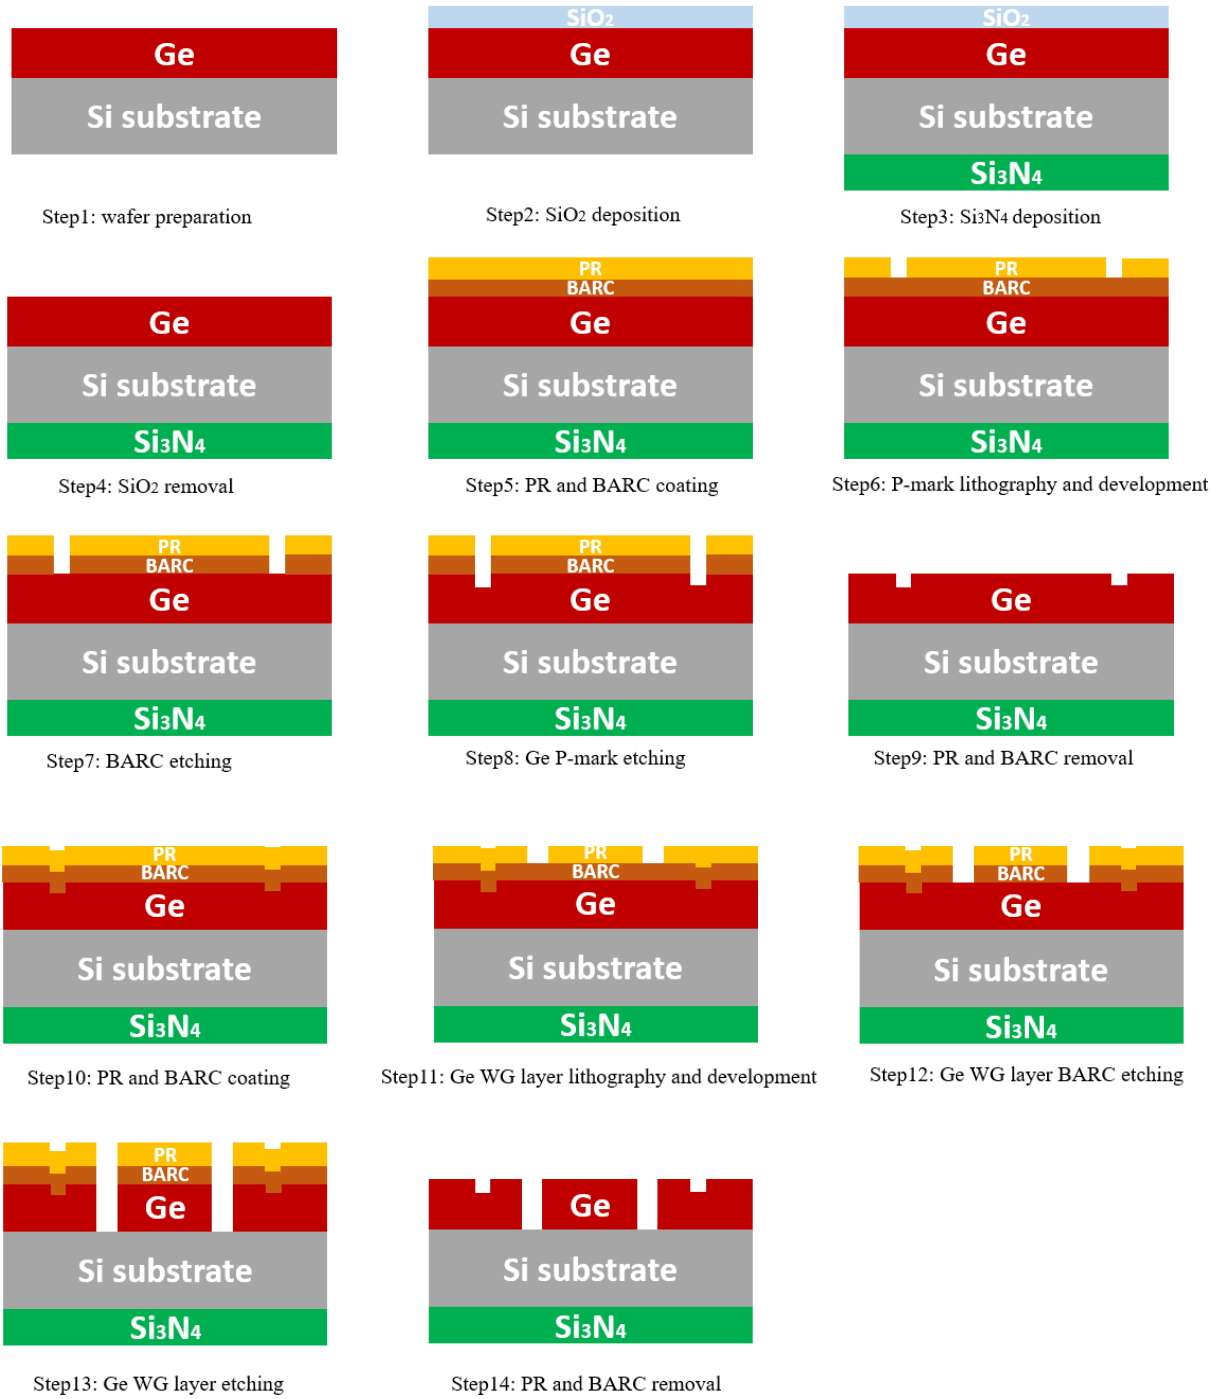 Ge
Si substrate
Step1: wafer preparation
SiO₂
Ge
Si substrate
Step2: SiO₂ deposition
SiO₂
Ge
Si substrate
Si₃N₄
Step3: Si₃N₄ deposition
Ge
Si substrate
Si₃N₄
Step4: SiO₂ removal
PR
BARC
Ge
Si substrate
Si₃N₄
Step5: PR and BARC coating
PR
BARC
Ge
Si substrate
Si₃N₄
Step6: P-mark lithography and development
PR
BARC
Ge
Si substrate
Si₃N₄
Step7: BARC etching
PR
BARC
Ge
Si substrate
Si₃N₄
Step8: Ge P-mark etching
Ge
Si substrate
Si₃N₄
Step9: PR and BARC removal
PR
BARC
Ge
Si substrate
Si₃N₄
Step10: PR and BARC coating
PR
BARC
Ge
Si substrate
Si₃N₄
Step11: Ge WG layer lithography and development
PR
BARC
Ge
Si substrate
Si₃N₄
Step12: Ge WG layer BARC etching
PR
BARC
Ge
Si substrate
Si₃N₄
Step13: Ge WG layer etching
Ge
Si substrate
Si₃N₄
Step14: PR and BARC removal